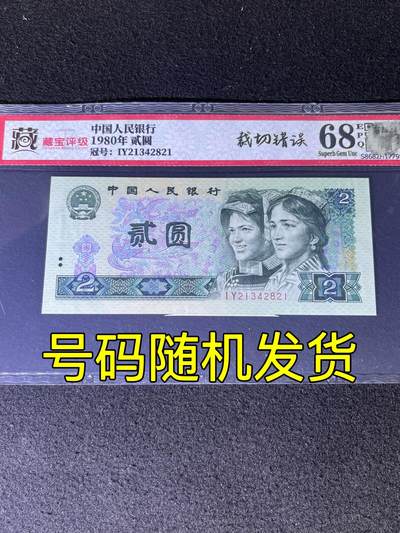 中国人民银行
藏 藏宝评级 1980年 贰圆
冠号：IY21342821
裁切错误
68 EPQ
Superb Gem Unc
中国人民银行
2
贰圆
IY21342821
2
2
号码随机发货